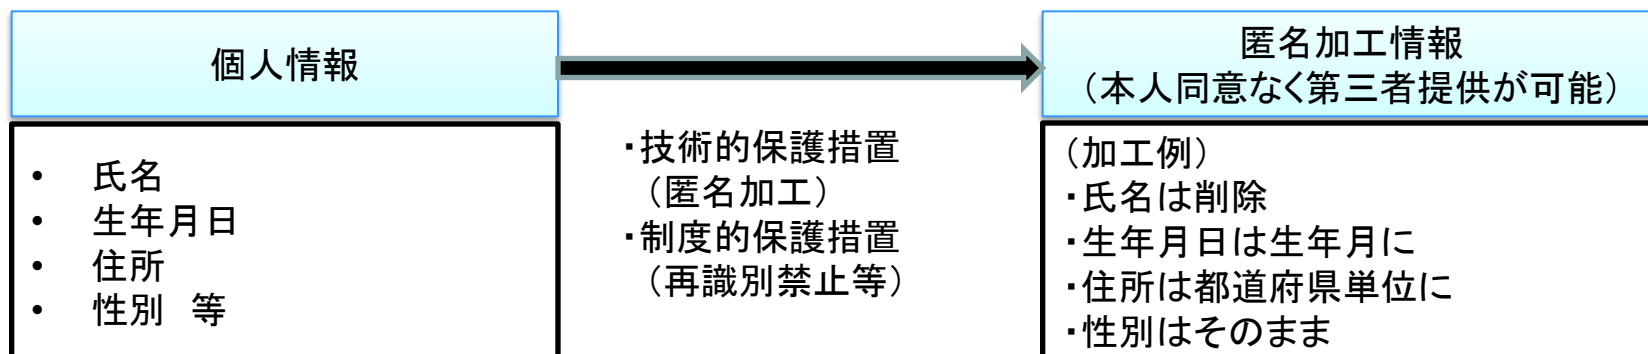 個人情報
• 氏名
• 生年月日
• 住所
• 性別　等
・技術的保護措置
（匿名加工）
・制度的保護措置
（再識別禁止等）
匿名加工情報
（本人同意なく第三者提供が可能）
（加工例）
・氏名は削除
・生年月日は生年月に
・住所は都道府県単位に
・性別はそのまま